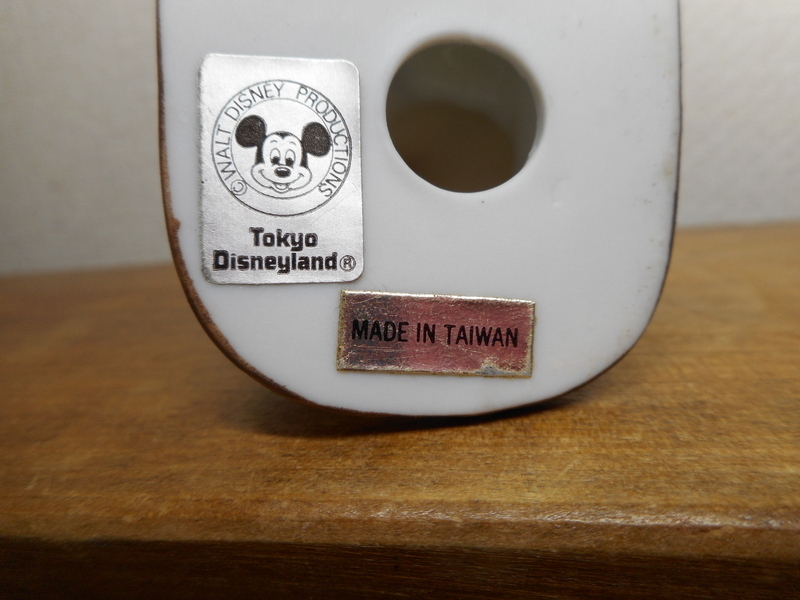 ©WALT DISNEY PRODUCTIONS
Tokyo
Disneyland®
MADE IN TAIWAN